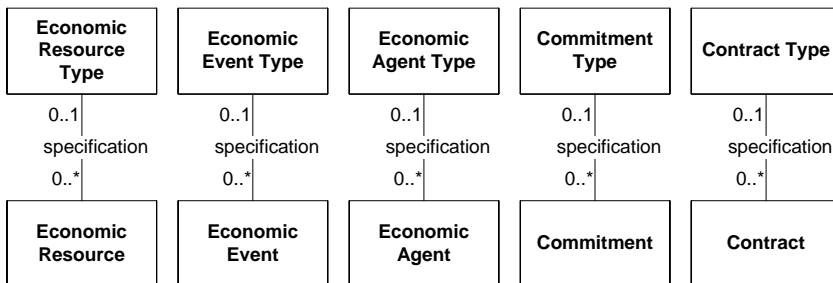 Economic
Resource
Type
Economic
Event Type
Economic
Agent Type
Commitment
Type
Contract Type
0..1
0..1
0..1
0..1
0..1
specification
specification
specification
specification
specification
0..*
0..*
0..*
0..*
0..*
Economic
Resource
Economic
Event
Economic
Agent
Commitment
Contract